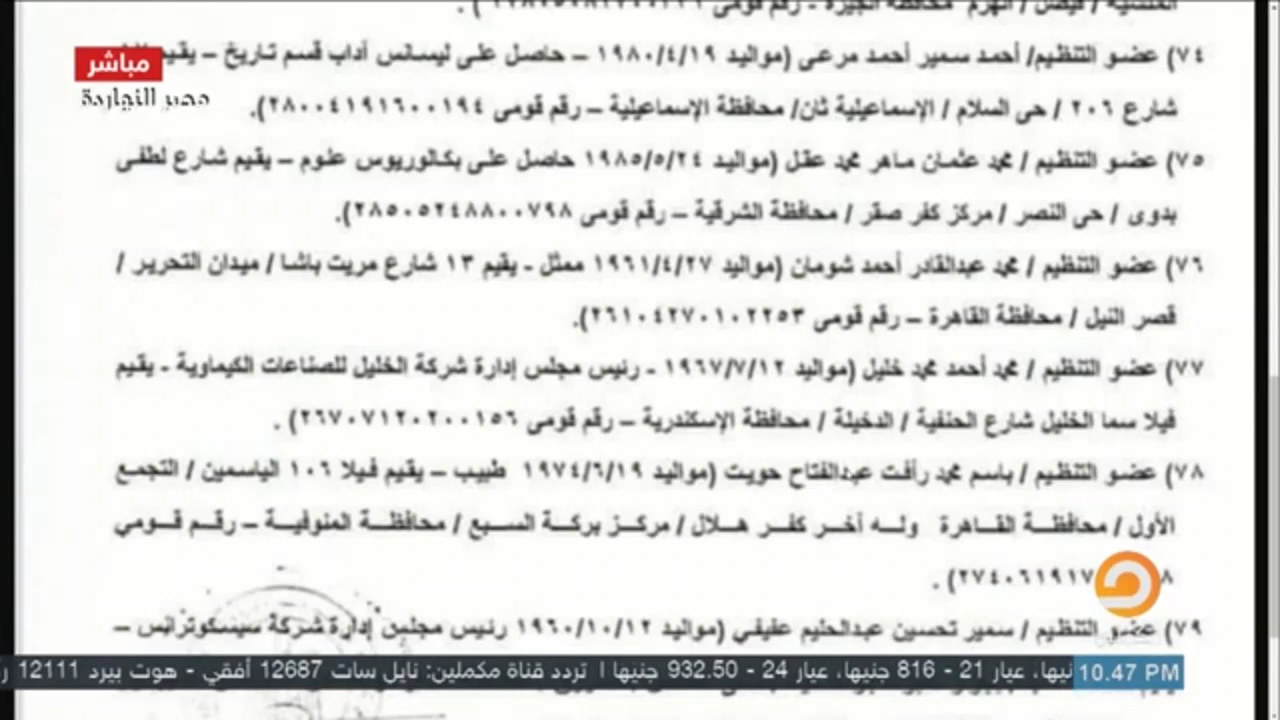 مباشر
مصر النهاردة
٧٤) عضو التنظيم/ أحمد سمير أحمد مرعى (مواليد ١٩٨٠/٤/١٩ – حاصل على ليسانس آداب قسم تاريخ – يقيم
شارع ٢٠٦ / حى السلام / الإسماعيلية ثان/ محافظة الإسماعيلية – رقم قومى ٢٨٠٠٤١٩١٦٠٠١٩٤).
٧٥) عضو التنظيم / محمد عثمان ماهر محمد عقل (مواليد ١٩٨٥/٥/٢٤ حاصل على بكالوريوس علوم – يقيم شارع لطفى
بدوى / حى النصر / مركز كفر صقر / محافظة الشرقية – رقم قومى ٢٨٥٠٥٢٤٨٨٠٠٧٩٨).
٧٦) عضو التنظيم / محمد عبدالقادر أحمد شومان (مواليد ١٩٦١/٤/٢٧ ممثل - يقيم ١٣ شارع مريت باشا / ميدان التحرير /
قصر النيل / محافظة القاهرة – رقم قومى ٢٦١٠٤٢٧٠١٠٢٢٥٣).
٧٧) عضو التنظيم / محمد أحمد محمد خليل (مواليد ١٩٦٧/٧/١٢ - رئيس مجلس إدارة شركة الخليل للصناعات الكيماوية - يقيم
فيلا سما الخليل شارع الحنفية / الدخيلة / محافظة الإسكندرية – رقم قومى ٢٦٧٠٧١٢٠٢٠٠١٥٦) .
٧٨) عضو التنظيم / باسم محمد رأفت عبدالفتاح حويت (مواليد ١٩٧٤/٦/١٩ طبيب – يقيم فيلا ١٠٦ الياسمين / التجمع
الأول / محافظة القاهرة وله آخر كفر هلال / مركز بركة السبع / محافظة المنوفية – رقم قومي
٢٧٤٠٦١٩١٧ ٨) .
٧٩) عضو التنظيم / سمير تحسين عبدالحليم عفيفي (مواليد ١٩٦٠/١٠/١٢ رئيس مجلس إدارة شركة سيسكوترانس –
10.47 PM نيها، عيار 21 - 816 جنيها، عيار 24 - 932.50 جنيها ا تردد قناة مكملين: نايل سات 12687 أفقي - هوت بيرد 12111